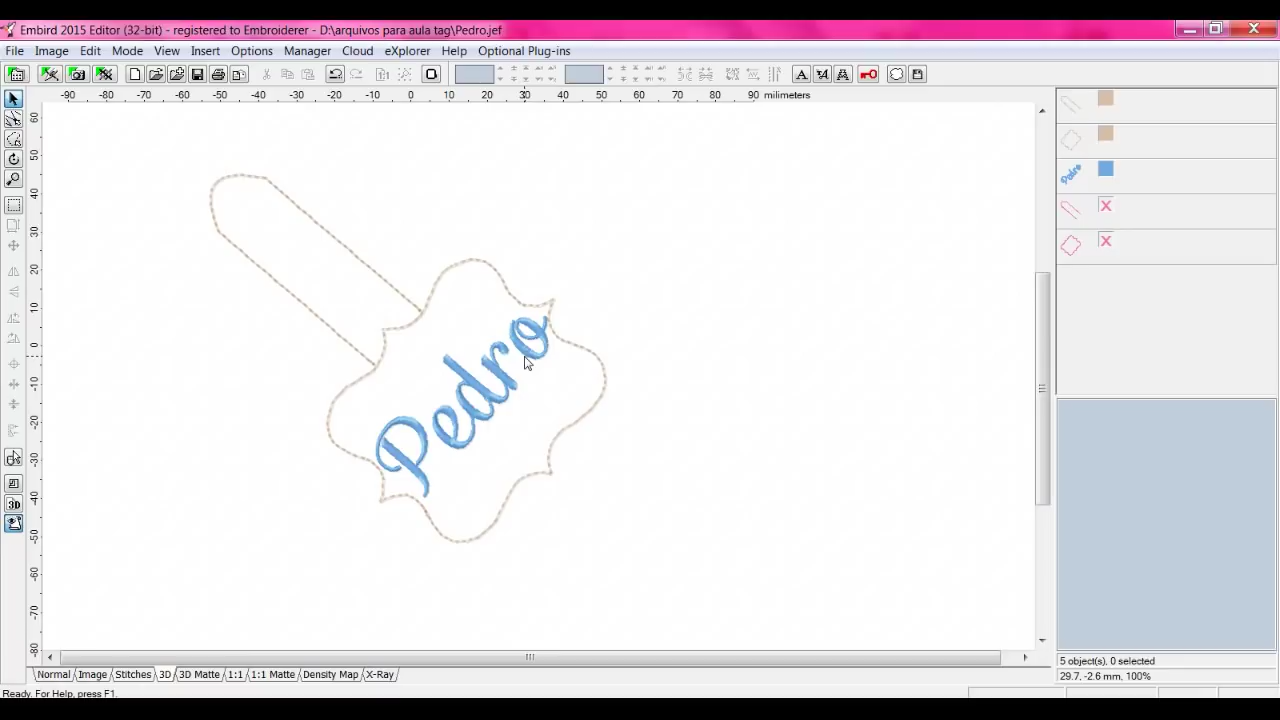 Embird 2015 Editor (32-bit) - registered to Embroiderer - D:\arquivos para aula tag\Pedro.jef
File Image Edit Mode View Insert Options Manager Cloud eXplorer Help Optional Plug-ins
-90 -80 -70 -60 -50 -40 -30 -20 -10 0 10 20 30 40 50 60 70 80 90 milimeters
60
50
40
30
20
10
0
-10
-20
-30
-40
-50
-60
-70
-80
3D
Pedro
Pedro
5 object(s), 0 selected
Normal Image Stitches 3D 3D Matte 1:1 1:1 Matte Density Map X-Ray
29.7, -2.6 mm, 100%
Ready. For Help, press F1.